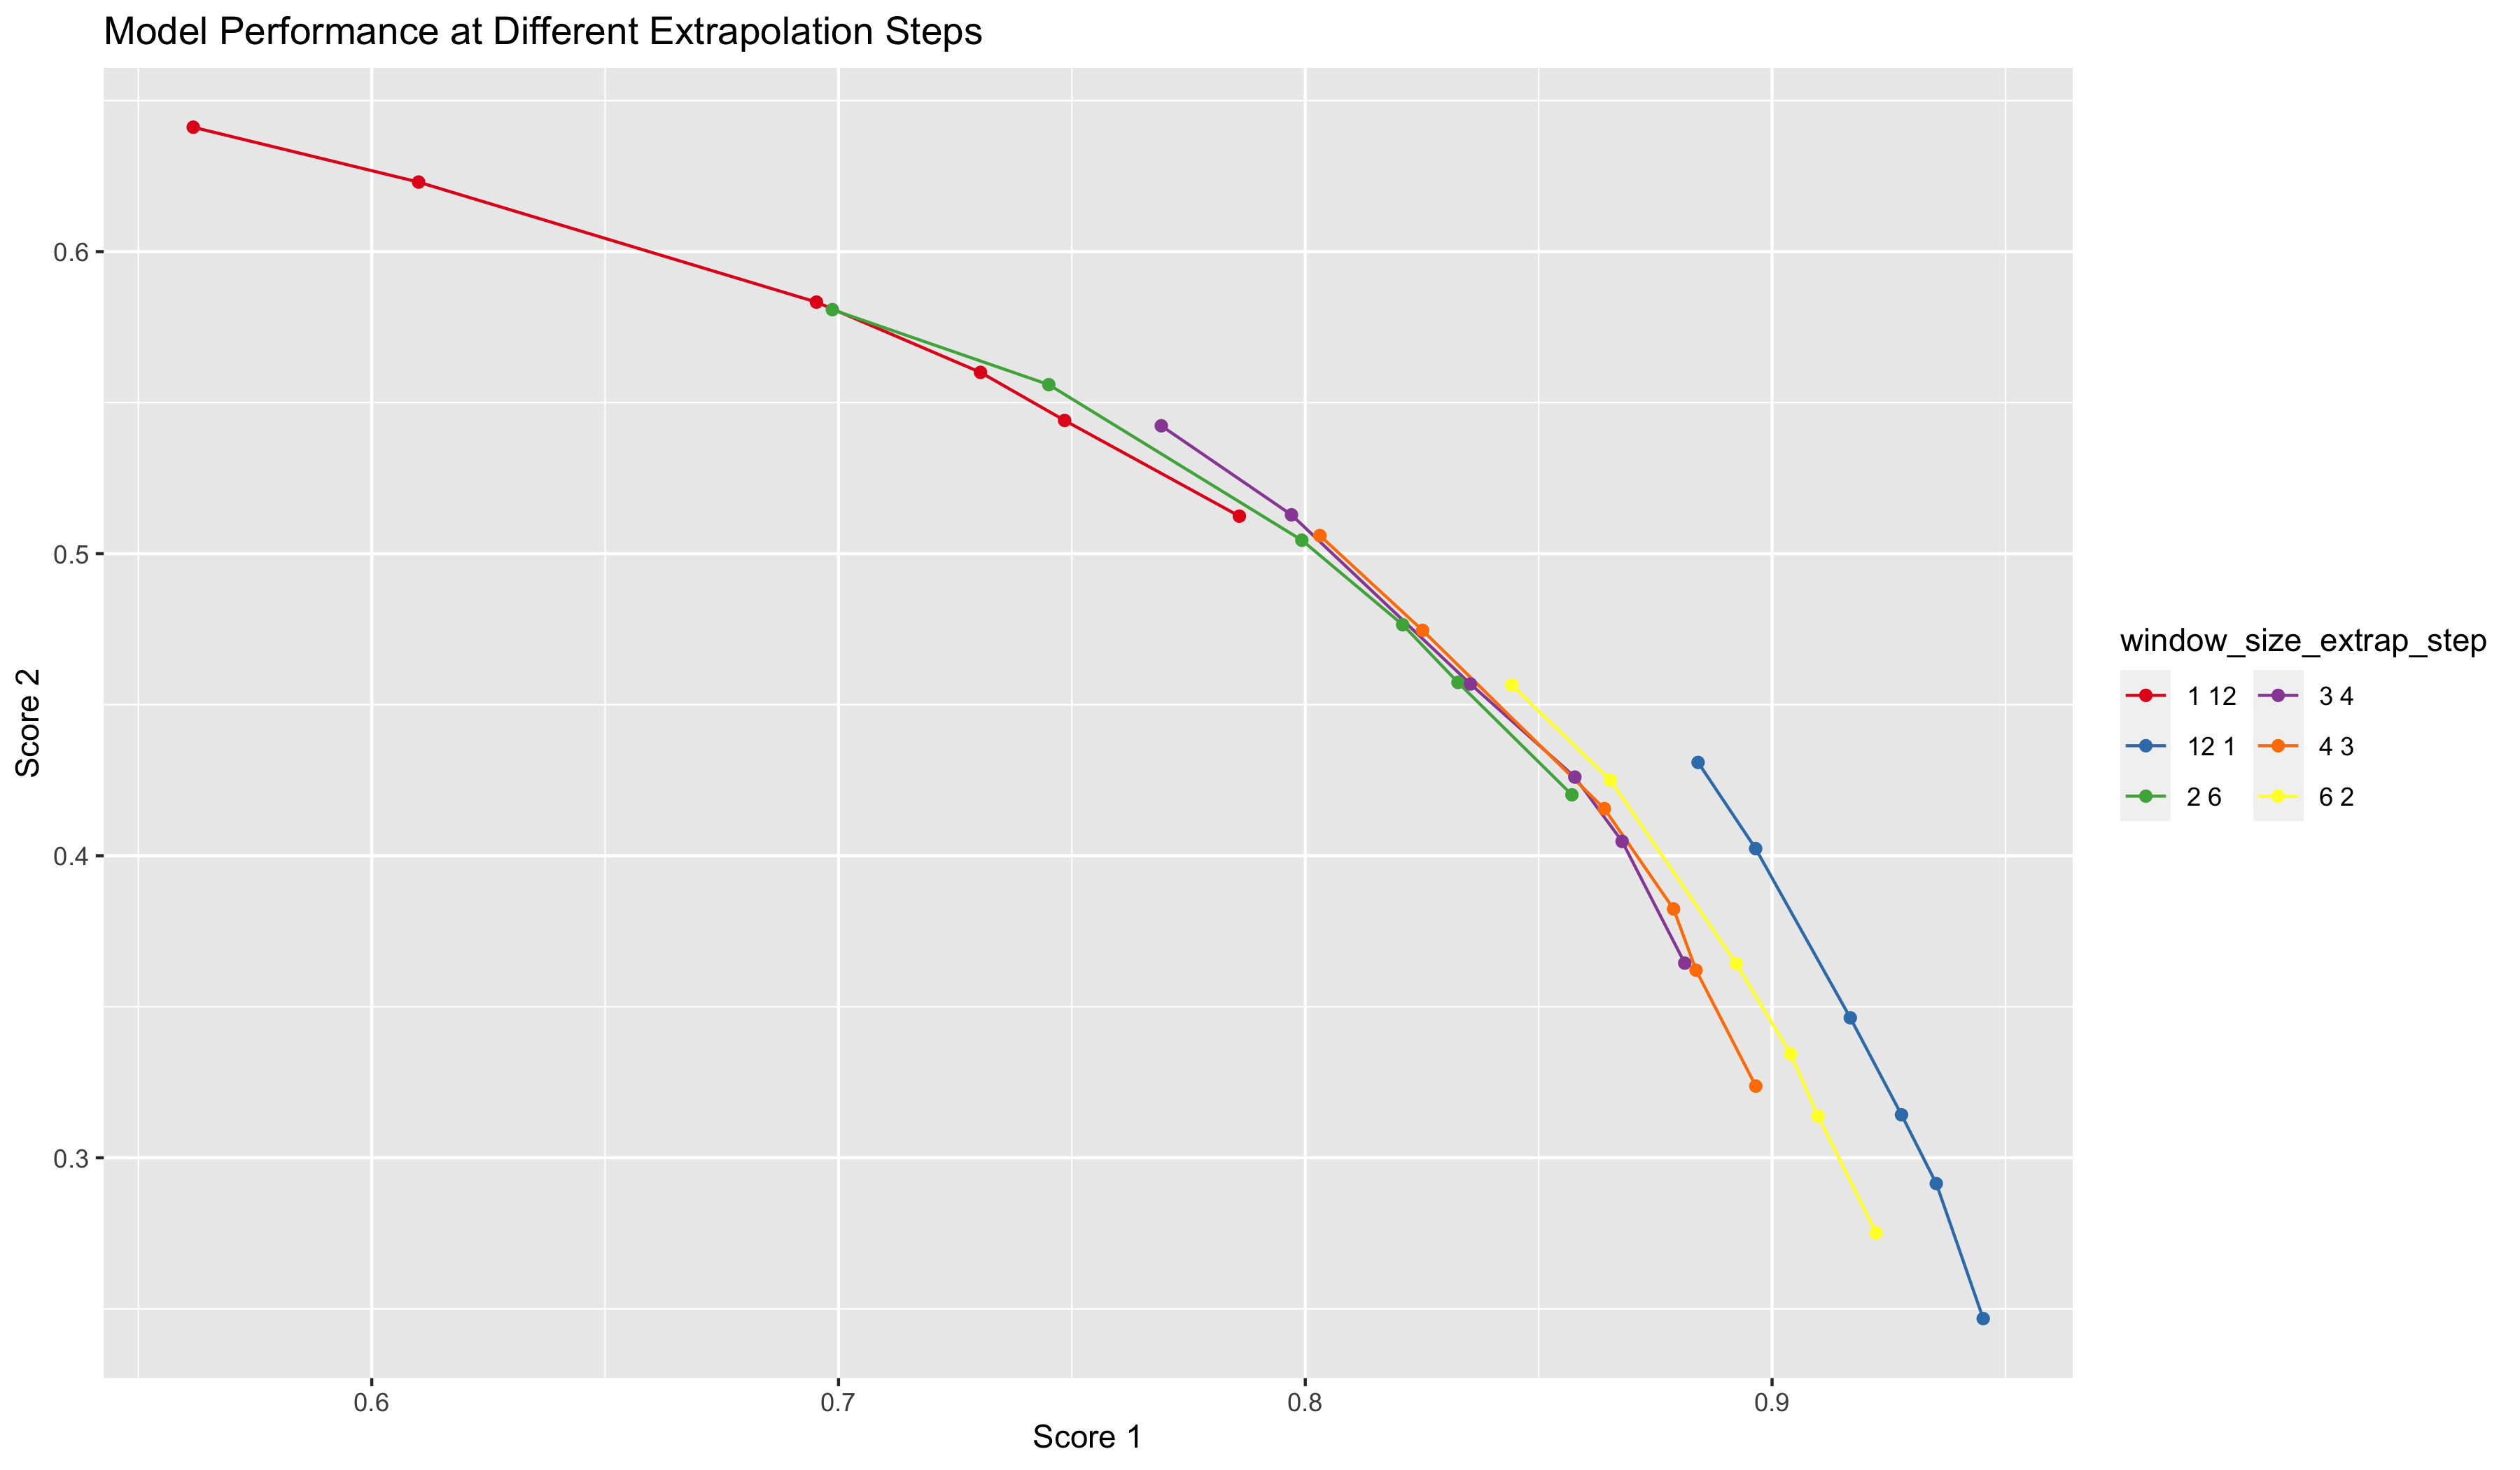 Model Performance at Different Extrapolation Steps
0.6
0.5
0.4
0.3
Score 2
0.6 0.7 0.8 0.9
Score 1
window_size_extrap_step
1 12 3 4
12 1 4 3
2 6 6 2